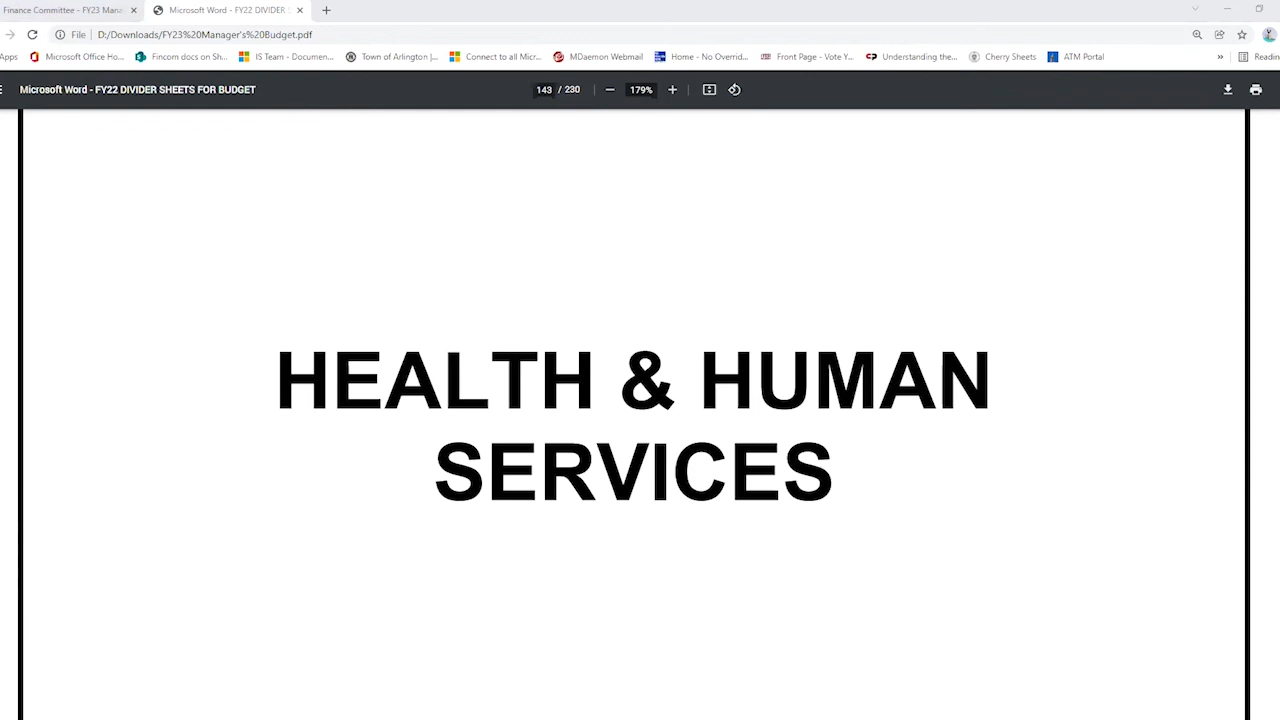 Finance Committee - FY23 Mana
Microsoft Word - FY22 DIVIDER
File
D:/Downloads/FY23%20Manager's%20Budget.pdf
Apps
Microsoft Office Ho...
Fincom docs on Sh...
IS Team - Documen...
Town of Arlington |...
Connect to all Micr...
MDaemon Webmail
Home - No Overrid...
Front Page - Vote Y...
Understanding the...
Cherry Sheets
ATM Portal
»
Readin
Microsoft Word - FY22 DIVIDER SHEETS FOR BUDGET
143 / 230
179%
HEALTH & HUMAN
SERVICES